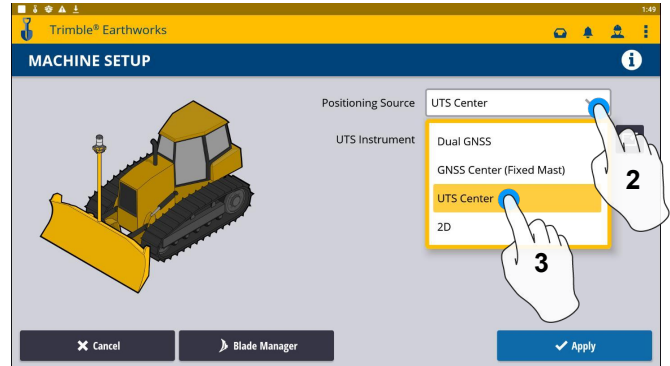 1:49
Trimble® Earthworks
MACHINE SETUP
i
Positioning Source
UTS Center
UTS Instrument
Dual GNSS
GNSS Center (Fixed Mast)
UTS Center
2D
2
3
Cancel
Blade Manager
Apply